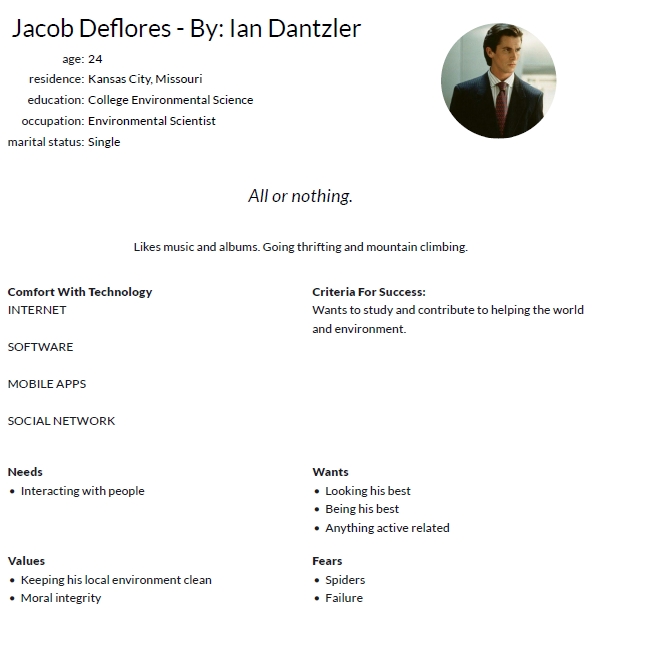 Jacob Deflores - By: Ian Dantzler
age: 24
residence: Kansas City, Missouri
education: College Environmental Science
occupation: Environmental Scientist
marital status: Single
All or nothing.
Likes music and albums. Going thrifting and mountain climbing.
Comfort With Technology
INTERNET
SOFTWARE
MOBILE APPS
SOCIAL NETWORK
Criteria For Success:
Wants to study and contribute to helping the world
and environment.
Needs
• Interacting with people
Wants
• Looking his best
• Being his best
• Anything active related
Values
• Keeping his local environment clean
• Moral integrity
Fears
• Spiders
• Failure